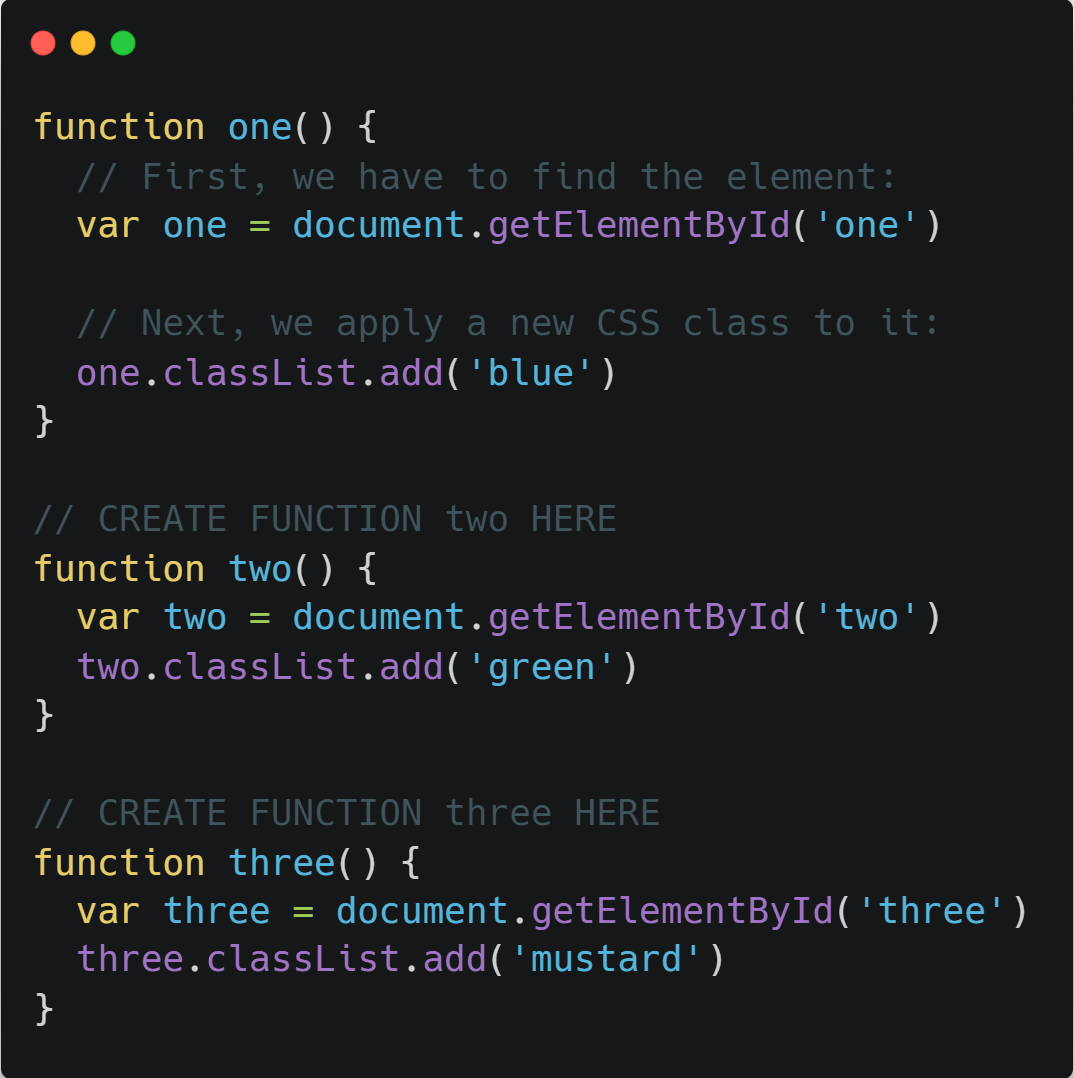 function one() {
  // First, we have to find the element:
  var one = document.getElementById('one')
  // Next, we apply a new CSS class to it:
  one.classList.add('blue')
}
// CREATE FUNCTION two HERE
function two() {
  var two = document.getElementById('two')
  two.classList.add('green')
}
// CREATE FUNCTION three HERE
function three() {
  var three = document.getElementById('three')
  three.classList.add('mustard')
}